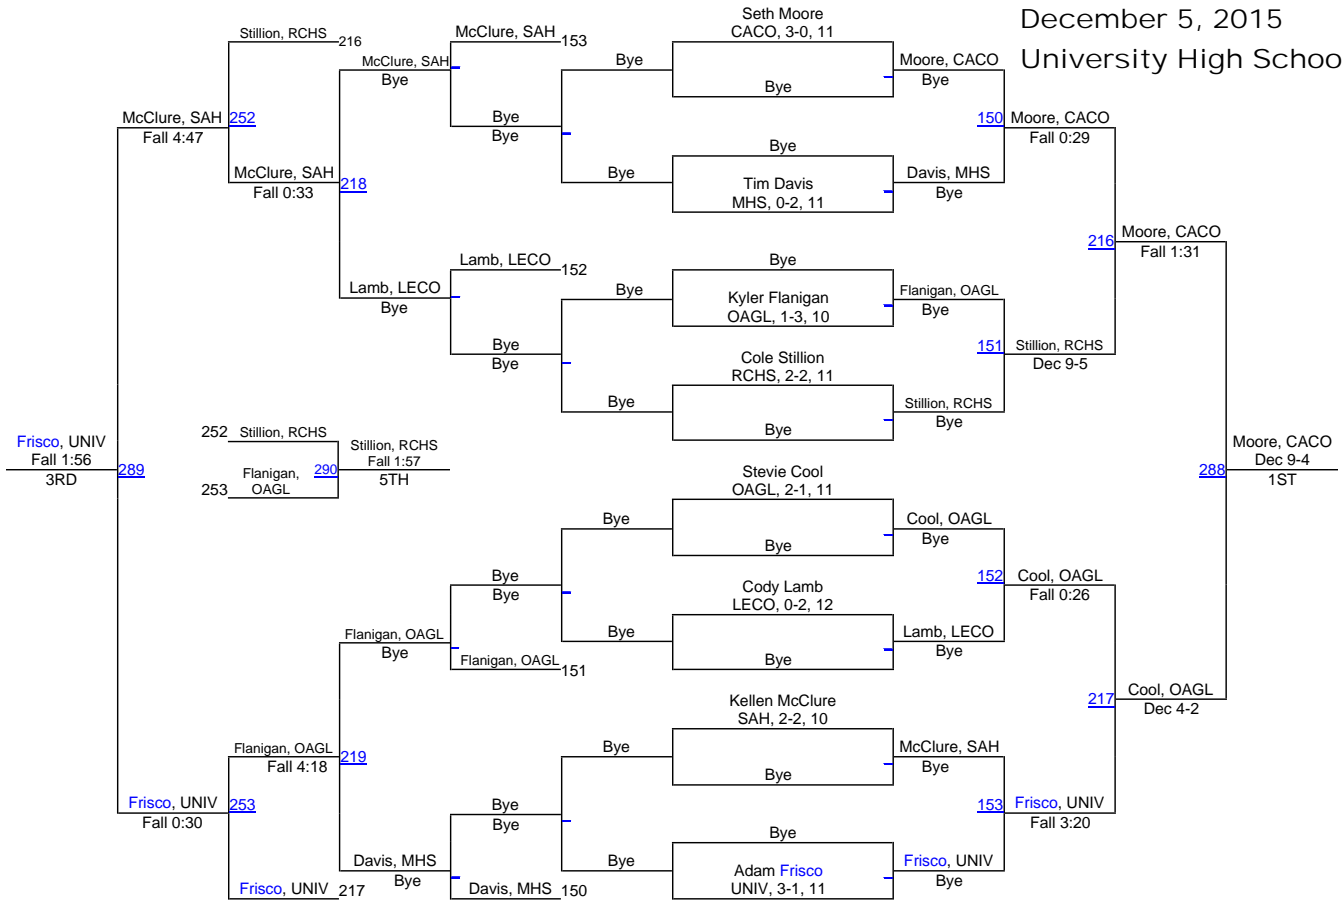 December 5, 2015
University High Schoo
Seth Moore
CACO, 3-0, 11
Stillion, RCHS 216
McClure, SAH 153
McClure, SAH
Bye
Bye
Bye
Moore, CACO
Bye
McClure, SAH
Fall 4:47
252
Bye
Bye
150
Moore, CACO
Fall 0:29
McClure, SAH
Fall 0:33
218
Bye
Bye
Tim Davis
MHS, 0-2, 11
Davis, MHS
Bye
216
Moore, CACO
Fall 1:31
Lamb, LECO 152
Lamb, LECO
Bye
Bye
Bye
Kyler Flanigan
OAGL, 1-3, 10
Flanigan, OAGL
Bye
Bye
Bye
151
Stillion, RCHS
Dec 9-5
Cole Stillion
RCHS, 2-2, 11
Bye
Bye
Stillion, RCHS
Bye
Frisco, UNIV
Fall 1:56
3RD
289
252 Stillion, RCHS
253
Flanigan,
OAGL
290
Stillion, RCHS
Fall 1:57
5TH
288
Moore, CACO
Dec 9-4
1ST
Stevie Cool
OAGL, 2-1, 11
Bye
Bye
Cool, OAGL
Bye
Bye
Bye
152
Cool, OAGL
Fall 0:26
Cody Lamb
LECO, 0-2, 12
Bye
Bye
Lamb, LECO
Bye
Flanigan, OAGL
Bye
Flanigan, OAGL 151
217
Cool, OAGL
Dec 4-2
Kellen McClure
SAH, 2-2, 10
Bye
Bye
McClure, SAH
Bye
Flanigan, OAGL
Fall 4:18
219
Frisco, UNIV
Fall 0:30
253
Bye
Bye
153
Frisco, UNIV
Fall 3:20
Davis, MHS
Bye
Bye
Bye
Adam Frisco
UNIV, 3-1, 11
Frisco, UNIV
Bye
Frisco, UNIV 217
Davis, MHS 150